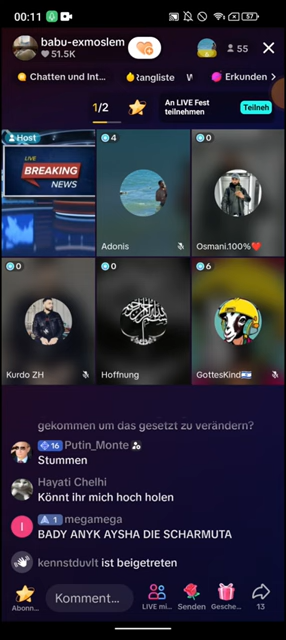 00:11
57
babu-exmoslem
51.5K
55
Chatten und Int...
Rangliste
Erkunden
1/2
An LIVE Fest
teilnehmen
Teilneh
Host
LIVE
BREAKING
NEWS
4
Adonis
0
Osmani.100%❤️
0
Kurdo ZH
0
Hoffnung
6
GottesKind🇮🇱
gekommen um das gesetzt zu verändern?
16 Putin_Monte
Stummen
Hayati Chelhi
Könnt ihr mich hoch holen
1 megamega
BADY ANYK AYSHA DIE SCHARMUTA
kennstduvlt ist beigetreten
Abonn...
Komment...
LIVE mi...
Senden
Gesche...
13